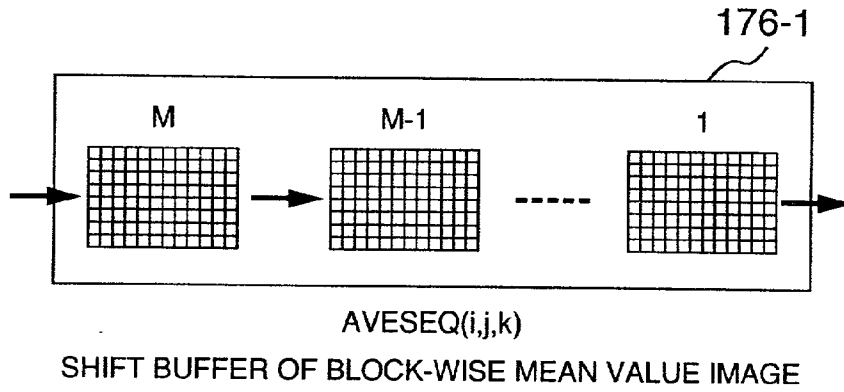 176-1
M M-1 1
AVESEQ(i,j,k)
SHIFT BUFFER OF BLOCK-WISE MEAN VALUE IMAGE